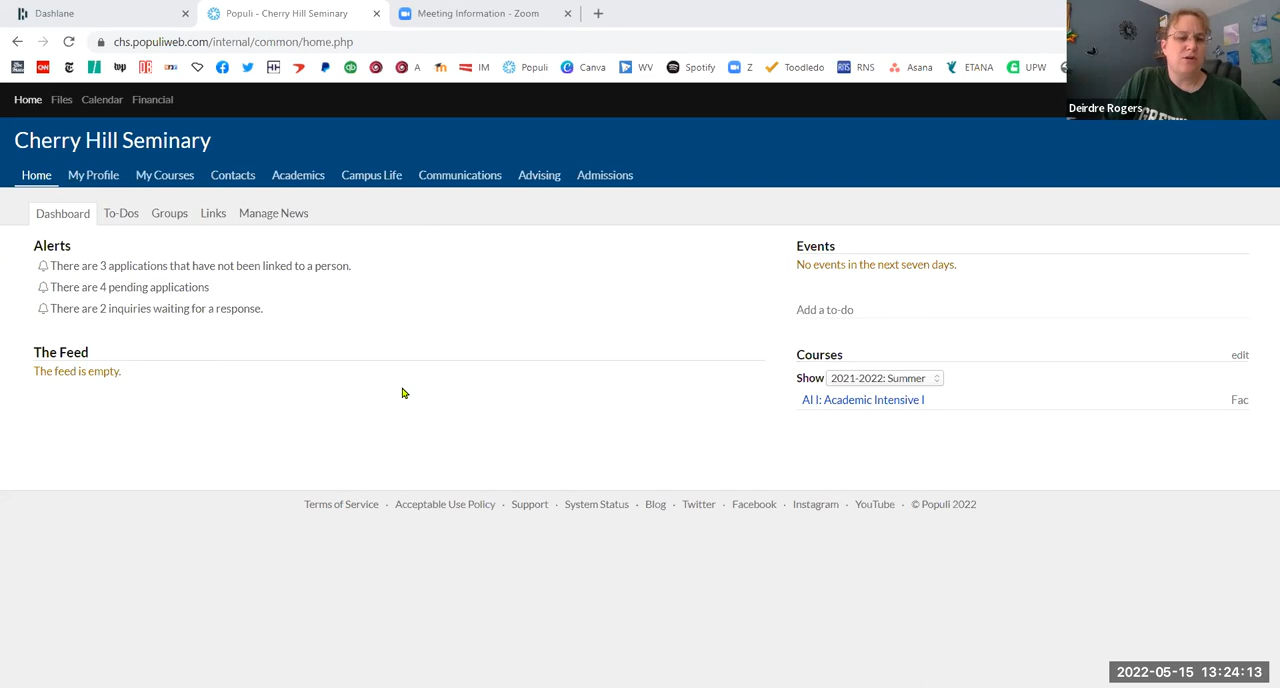 Dashlane
Populi - Cherry Hill Seminary
Meeting Information - Zoom
chs.populiweb.com/internal/common/home.php
CNN
wp
A
IM
Populi
Canva
WV
Spotify
Z
Toodledo
RNS
RNS
Asana
ETANA
UPW
Deirdre Rogers
Home Files Calendar Financial
Cherry Hill Seminary
Home My Profile My Courses Contacts Academics Campus Life Communications Advising Admissions
Dashboard To-Dos Groups Links Manage News
Alerts
There are 3 applications that have not been linked to a person.
There are 4 pending applications
There are 2 inquiries waiting for a response.
The Feed
The feed is empty.
Events
No events in the next seven days.
Add a to-do
Courses edit
Show 2021-2022: Summer
AI I: Academic Intensive I Fac
Terms of Service · Acceptable Use Policy · Support · System Status · Blog · Twitter · Facebook · Instagram · YouTube · © Populi 2022
2022-05-15 13:24:13